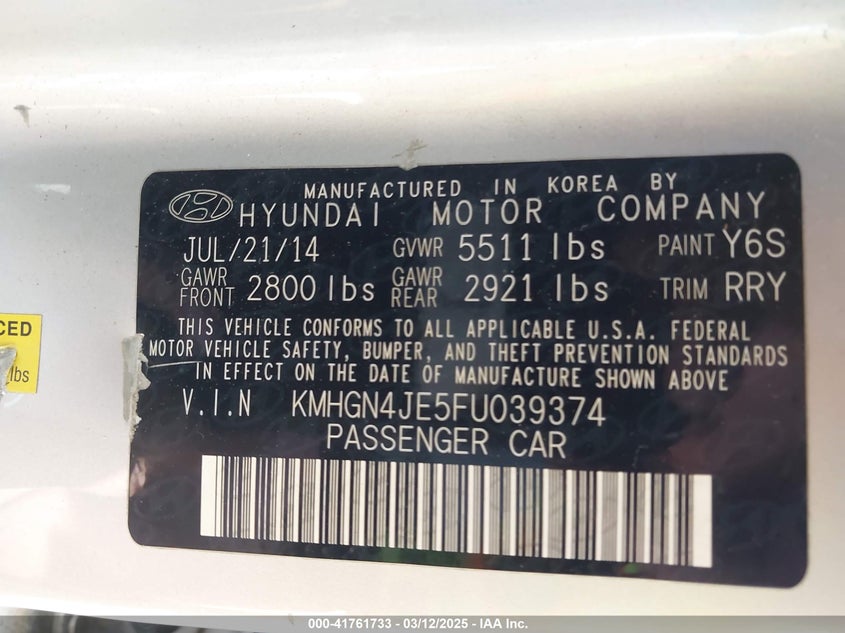 MANUFACTURED IN KOREA BY
HYUNDAI MOTOR COMPANY
JUL/21/14 GVWR 5511 lbs PAINT Y6S
GAWR FRONT 2800 lbs GAWR REAR 2921 lbs TRIM RRY
THIS VEHICLE CONFORMS TO ALL APPLICABLE U.S.A. FEDERAL
MOTOR VEHICLE SAFETY, BUMPER, AND THEFT PREVENTION STANDARDS
IN EFFECT ON THE DATE OF MANUFACTURE SHOWN ABOVE
V.I.N KMHGN4JE5FU039374
PASSENGER CAR
CED
lbs
000-41761733 - 03/12/2025 - IAA Inc.